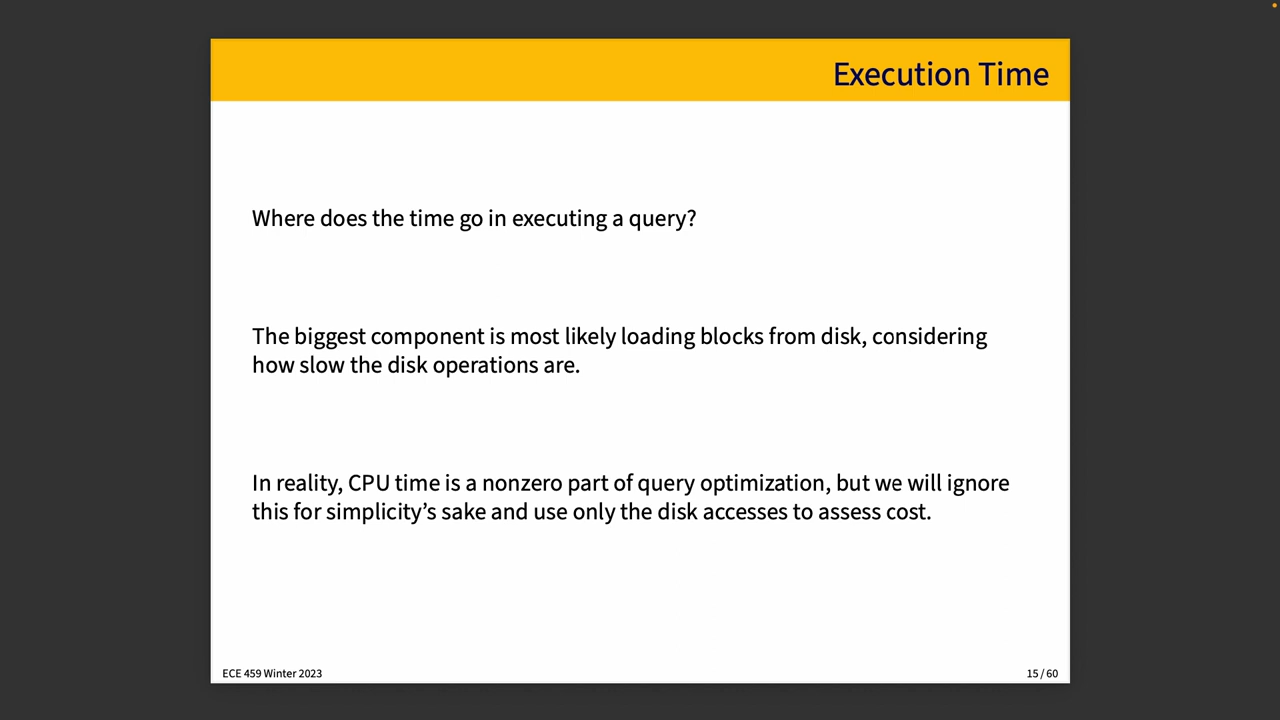 Execution Time
Where does the time go in executing a query?
The biggest component is most likely loading blocks from disk, considering
how slow the disk operations are.
In reality, CPU time is a nonzero part of query optimization, but we will ignore
this for simplicity’s sake and use only the disk accesses to assess cost.
ECE 459 Winter 2023
15 / 60